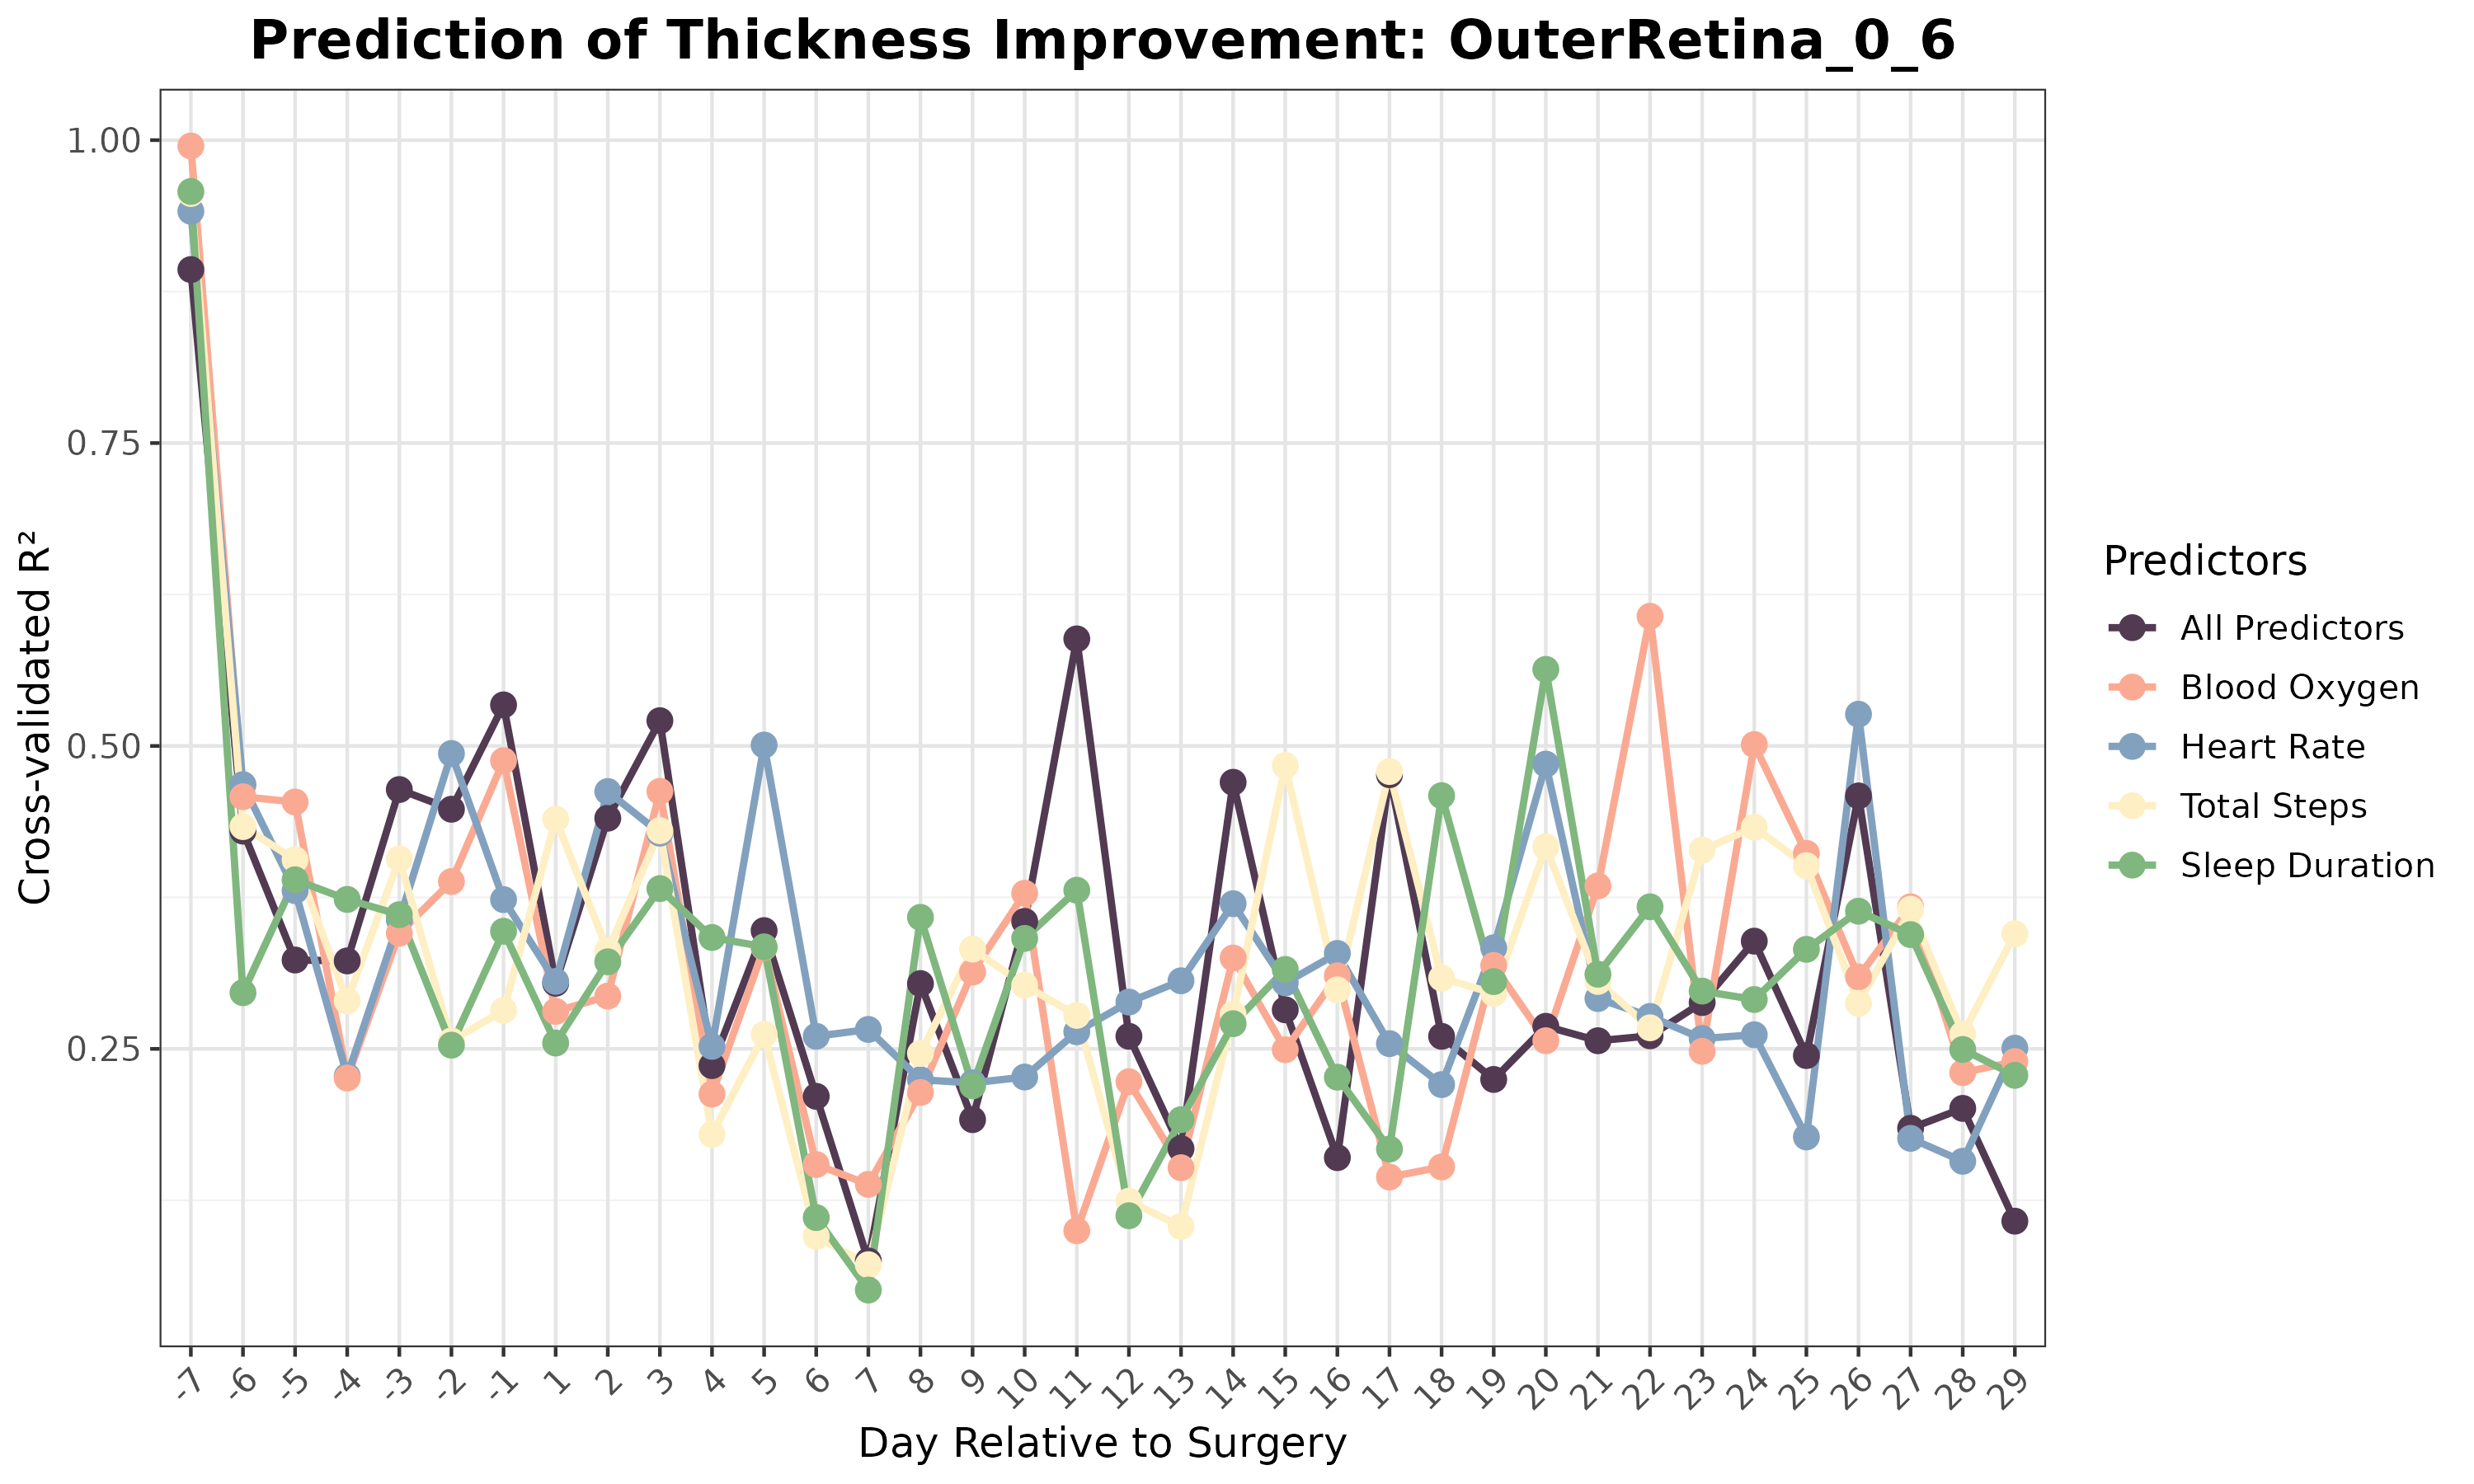 Prediction of Thickness Improvement: OuterRetina_0_6
Cross-validated R²
1.00
0.75
0.50
0.25
-7 -6 -5 -4 -3 -2 -1 1 2 3 4 5 6 7 8 9 10 11 12 13 14 15 16 17 18 19 20 21 22 23 24 25 26 27 28 29
Day Relative to Surgery
Predictors
All Predictors
Blood Oxygen
Heart Rate
Total Steps
Sleep Duration